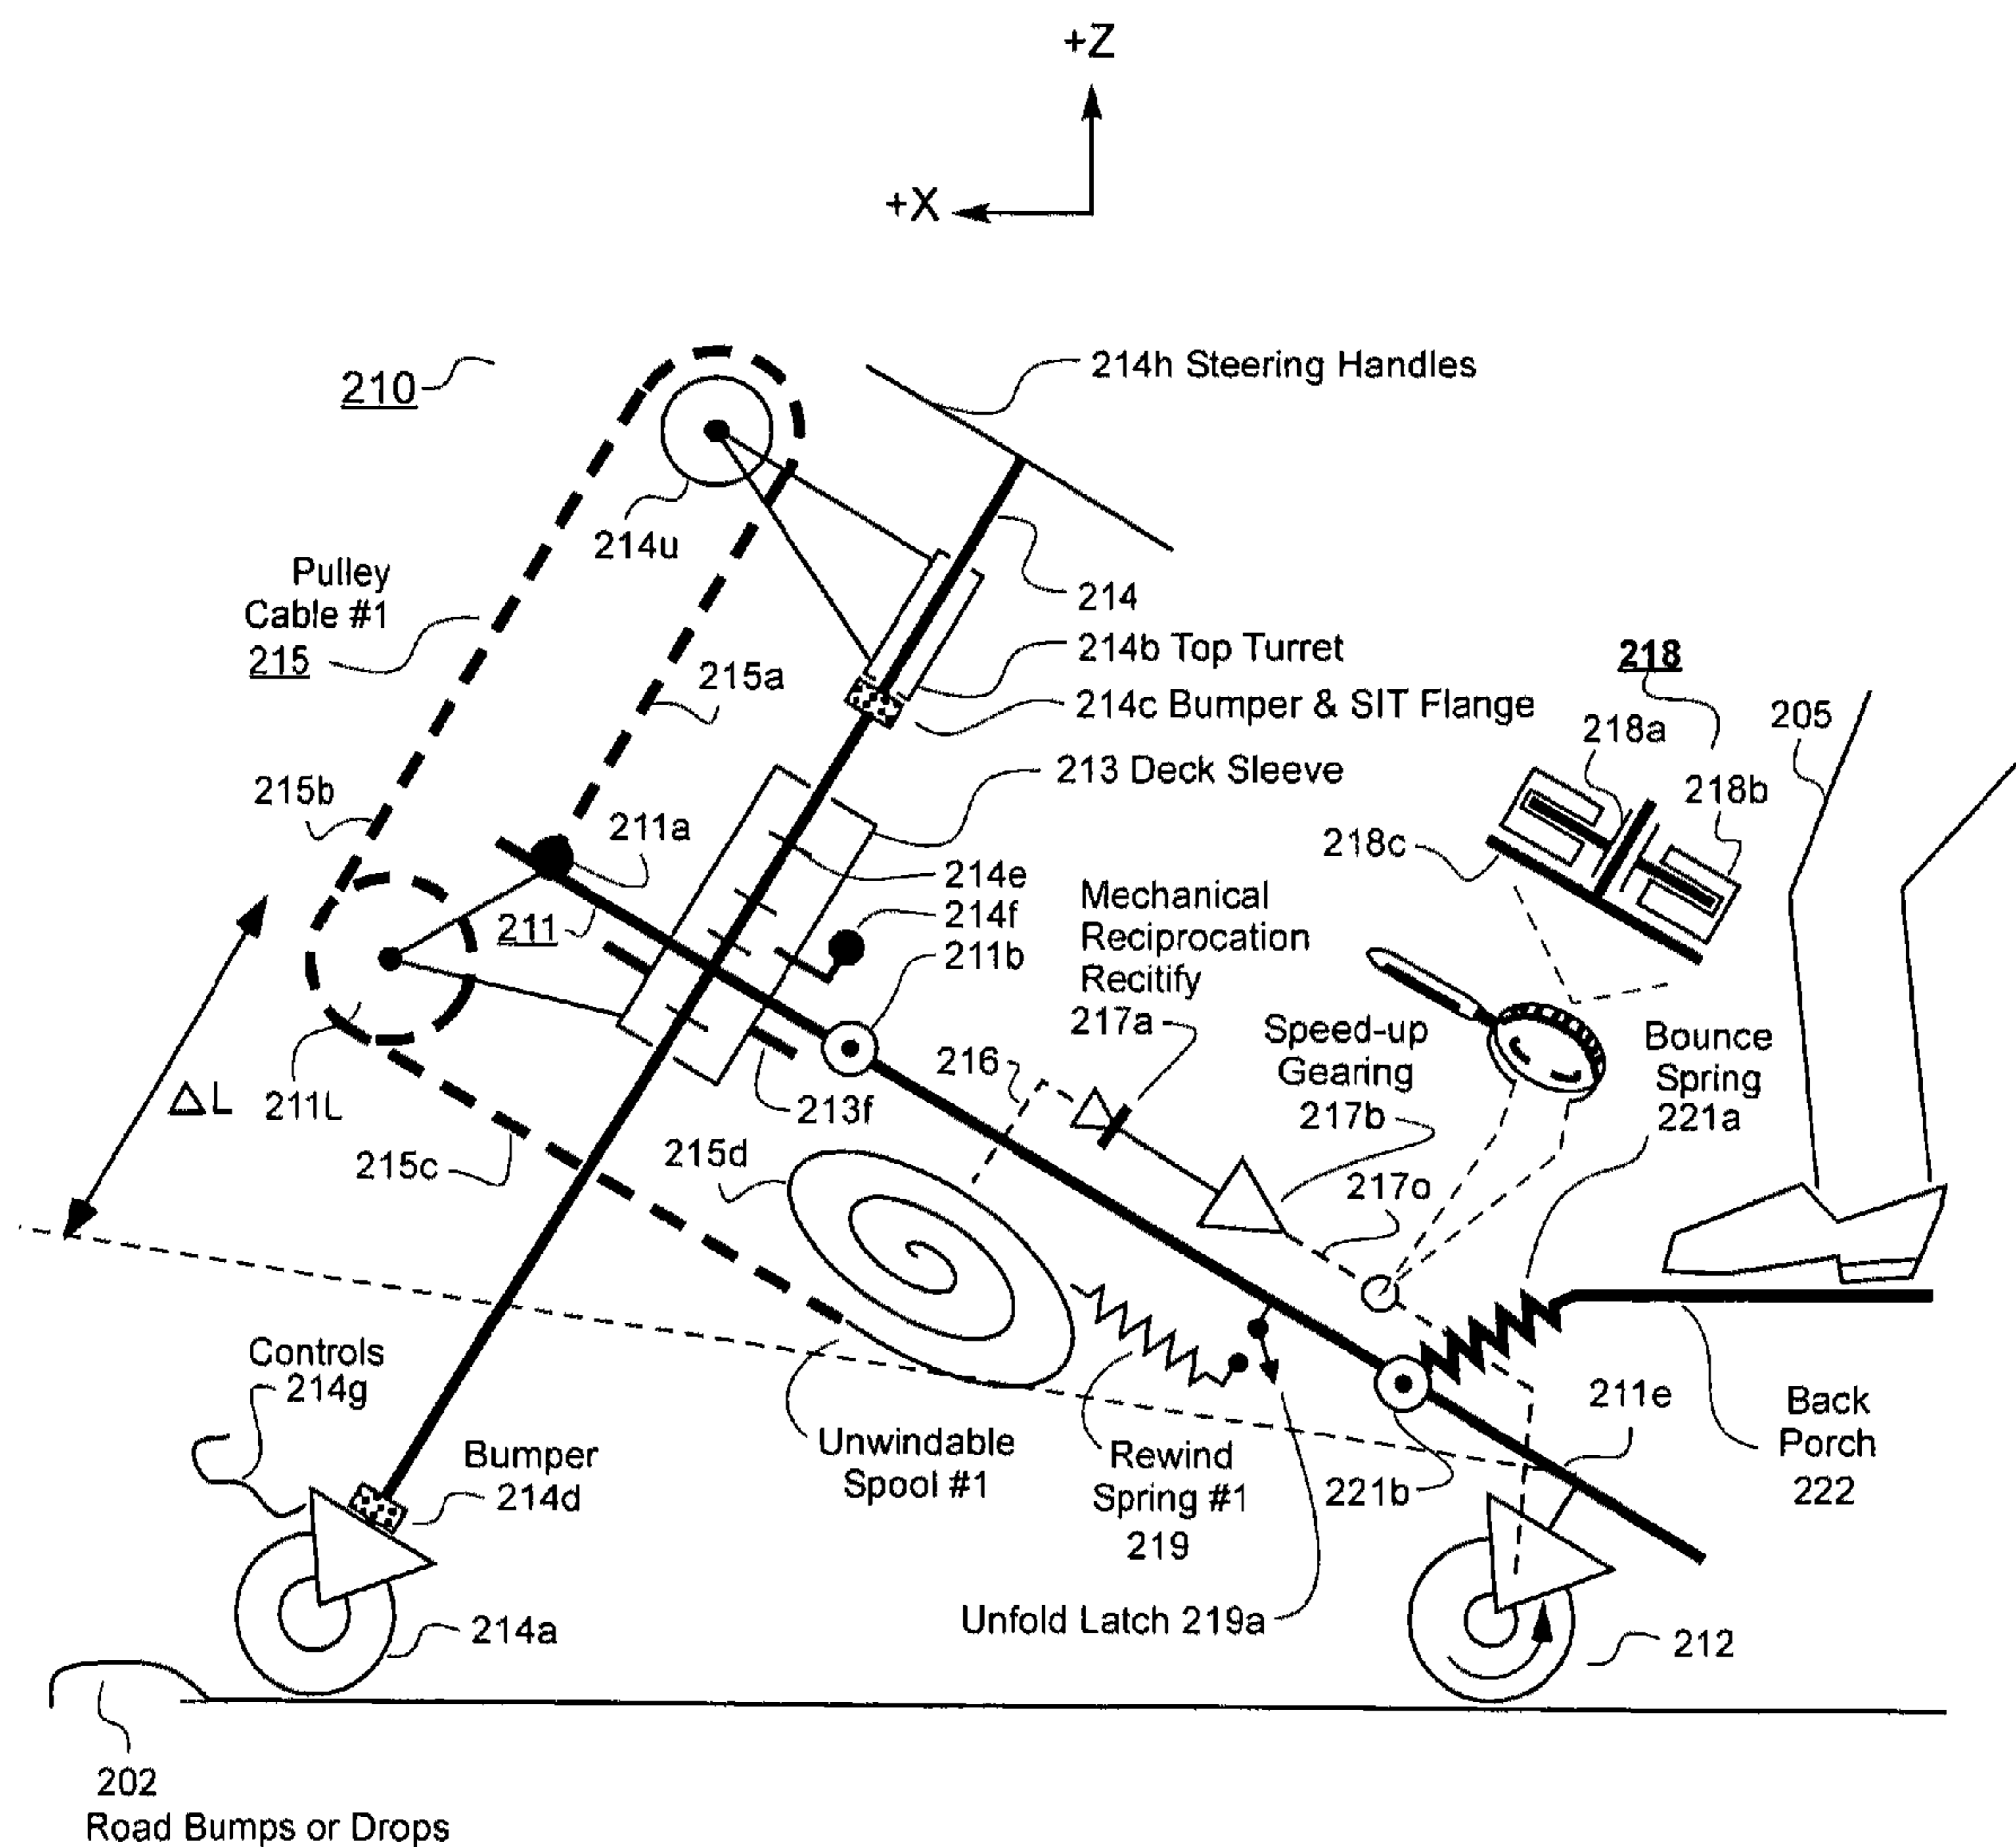 +Z
+X
210
214h Steering Handles
214u
Pulley
Cable #1
215
214
214b Top Turret
218
215a
214c Bumper & SIT Flange
205
218a
213 Deck Sleeve
218b
215b
211a
218c
214e
Mechanical
Reciprocation
Recitify
217a
214f
211
211b
Speed-up
Gearing
217b
Bounce
Spring
221a
216
ΔL
211L
213f
215c
215d
217o
Controls
214g
211e
Back
Porch
222
Bumper
214d
Unwindable
Spool #1
Rewind
Spring #1
219
221b
Unfold Latch 219a
214a
212
202
Road Bumps or Drops